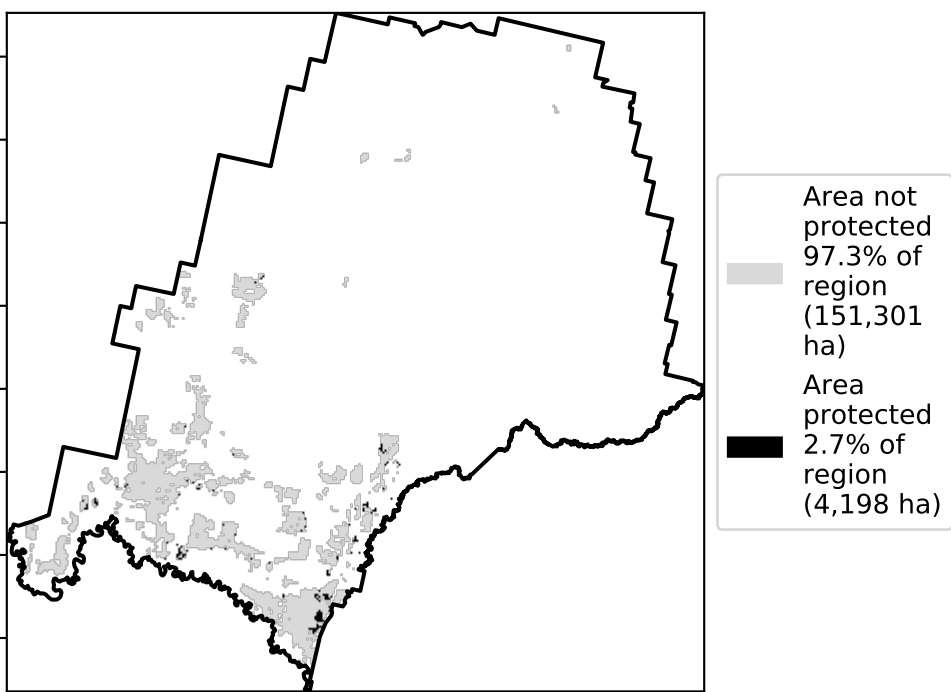 Area not
protected
97.3% of
region
(151,301
ha)
Area
protected
2.7% of
region
(4,198 ha)